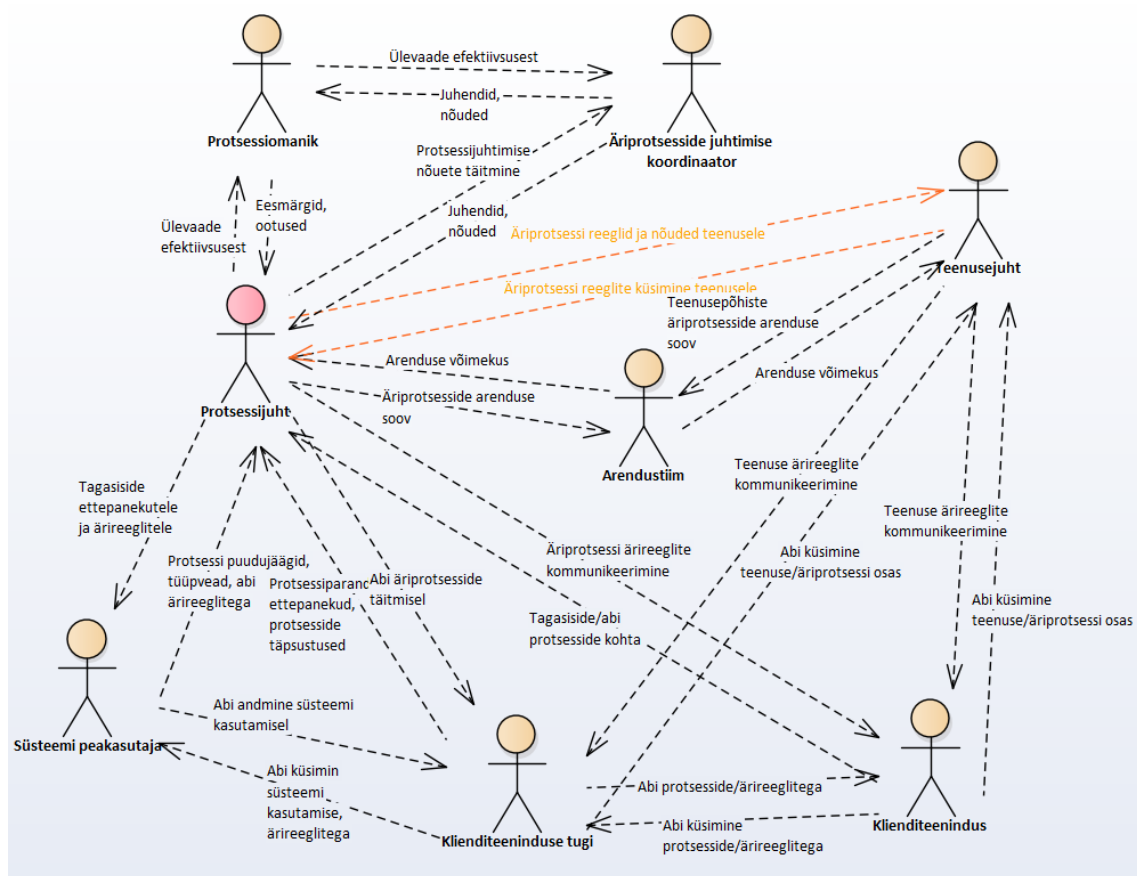 Ülevaade efektiivsusest
Juhendid,
nõuded
Protsessiomanik
Äriprotsesside juhtimise
koordinaator
Protsessijuhtimise
nõuete täitmine
Eesmärgid,
ootused
Ülevaade
efektiivsusest
Juhendid,
nõuded
Äriprotsessi reeglid ja nõuded teenusele
Teenusejuht
Äriprotsessi reeglite küsimine teenusele
Teenusepõhiste
äriprotsesside arenduse
soov
Arenduse võimekus
Arenduse võimekus
Äriprotsesside arenduse
soov
Protsessijuht
Arendustiim
Teenuse ärireeglite
kommunikeerimine
Tagasiside
ettepanekutele
ja ärireeglitele
Teenuse ärireeglite
kommunikeerimine
Protsessi puudujäägid,
tüüpvead, abi
ärireeglitega
Protsessiparand
ettepanekud,
protsesside
täpsustused
Abi äriprotsesside
täitmisel
Äriprotsessi ärireeglite
kommunikeerimine
Abi küsimine
teenuse/äriprotsessi osas
Abi küsimine
teenuse/äriprotsessi osas
Tagasiside/abi
protsesside kohta
Abi andmine süsteemi
kasutamisel
Süsteemi peakasutaja
Abi küsimin
süsteemi
kasutamise,
ärireeglitega
Abi protsesside/ärireeglitega
Abi küsimine
protsesside/ärireeglitega
Klienditeeninduse tugi
Klienditeenindus